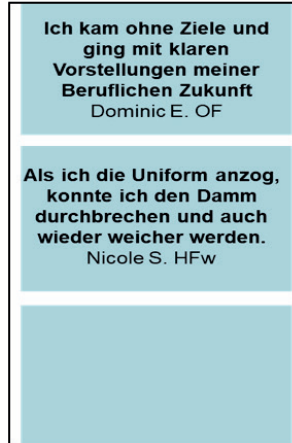 Ich kam ohne Ziele und
ging mit klaren
Vorstellungen meiner
Beruflichen Zukunft
Dominic E. OF
Als ich die Uniform anzog,
konnte ich den Damm
durchbrechen und auch
wieder weicher werden.
Nicole S. HFw